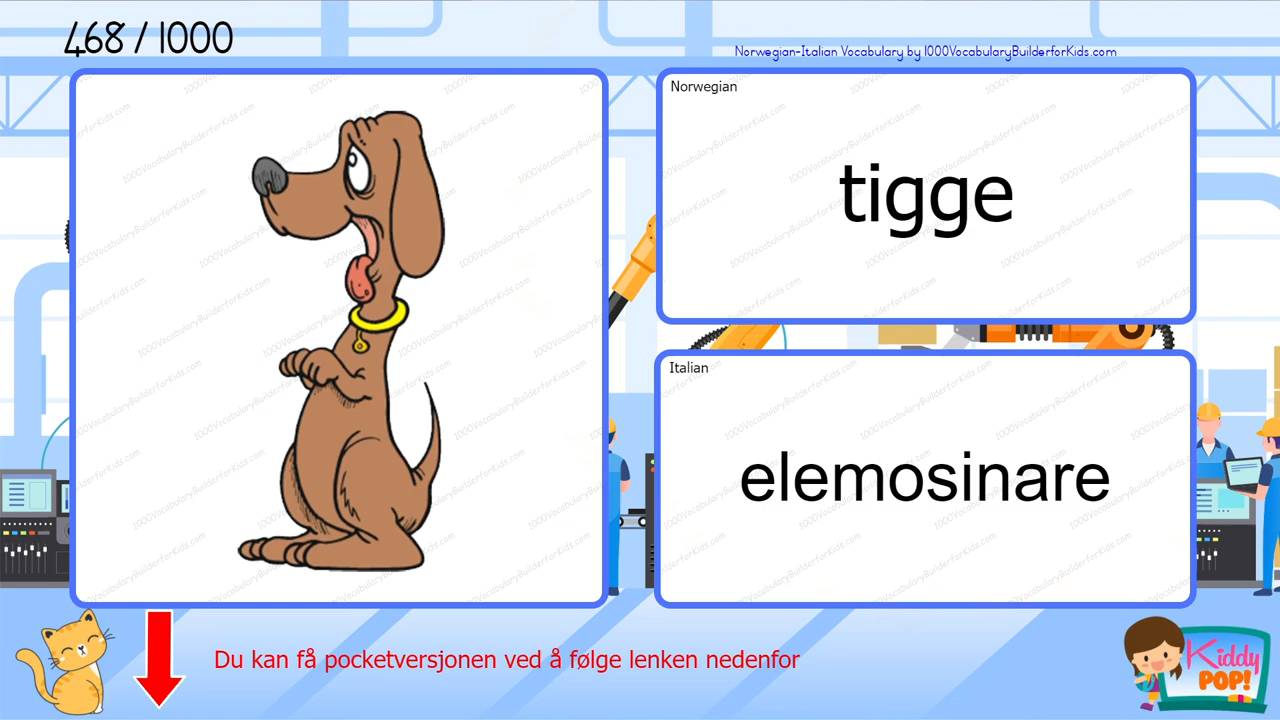 468 / 1000
Norwegian-Italian Vocabulary by 1000VocabularyBuilderforKids.com
Norwegian
tigge
Italian
elemosinare
Du kan få pocketversjonen ved å følge lenken nedenfor
Kiddy
POP!